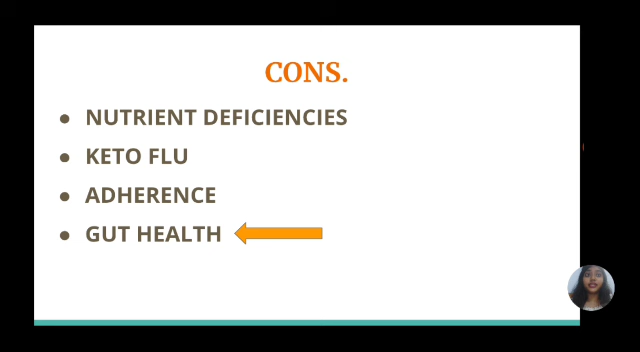 CONS.
● NUTRIENT DEFICIENCIES
● KETO FLU
● ADHERENCE
● GUT HEALTH